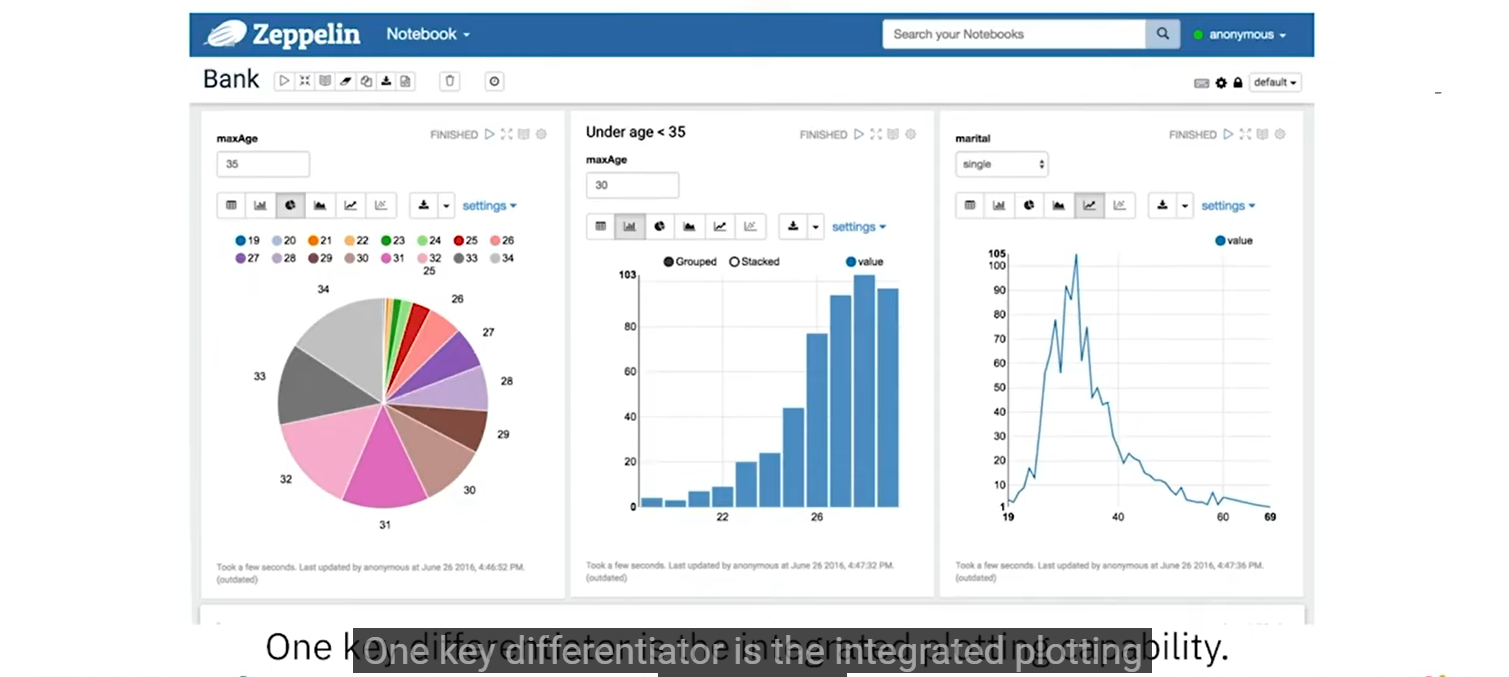 Zeppelin Notebook Search your Notebooks anonymous
Bank default
maxAge FINISHED
35
settings
19 20 21 22 23 24 25 26
27 28 29 30 31 32 33 34
25
26
27
28
29
30
31
32
33
34
Took a few seconds. Last updated by anonymous at June 26 2016, 4:46:52 PM.
(outdated)
Under age < 35 FINISHED
maxAge
30
settings
Grouped Stacked value
103
80
60
40
20
0
22 26
Took a few seconds. Last updated by anonymous at June 26 2016, 4:47:32 PM.
(outdated)
marital FINISHED
single
settings
value
105
100
90
80
70
60
50
40
30
20
10
1
19 40 60 69
Took a few seconds. Last updated by anonymous at June 26 2016, 4:47:36 PM.
(outdated)
One key differentiator is the integrated plotting capability.
One key differentiator is the integrated plotting